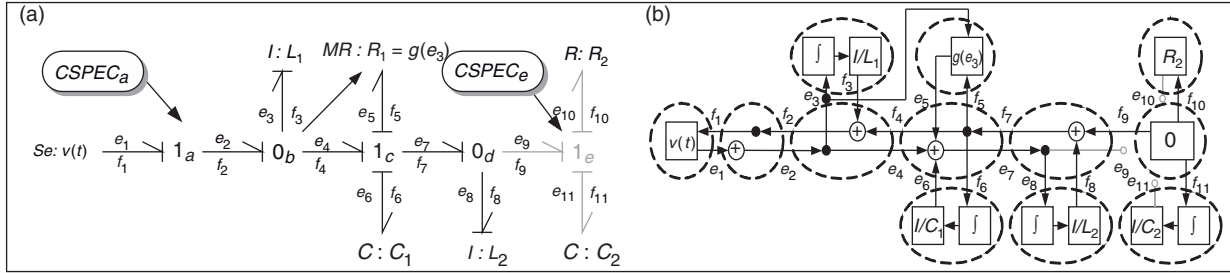 (a)
CSPECₐ
I : L₁
MR : R₁ = g(e₃)
CSPECₑ
R: R₂
e₃ f₃
e₅ f₅
e₁₀ f₁₀
Se: v(t)
e₁ f₁
1ₐ
e₂ f₂
0_b
e₄ f₄
1_c
e₇ f₇
0_d
e₉ f₉
1ₑ
e₆ f₆
e₈ f₈
e₁₁ f₁₁
C : C₁
I : L₂
C : C₂
(b)
∫
I/L₁
g(e₃)
R₂
e₃ f₃
e₅ f₅
e₁₀ f₁₀
f₁ f₂ f₄ f₇ f₉
v(t)
+
+
+
+
0
e₁ e₂ e₄ e₇ e₉
e₆ f₆
e₈ f₈
e₁₁ f₁₁
I/C₁ ∫
∫ I/L₂
I/C₂ ∫